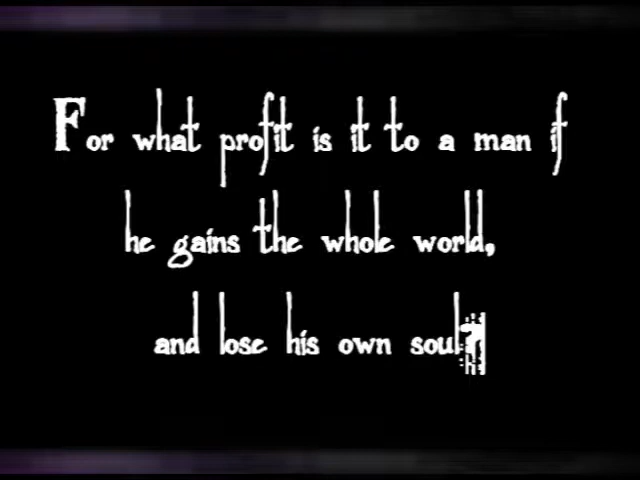 For what profit is it to a man if
he gains the whole world,
and lose his own soul